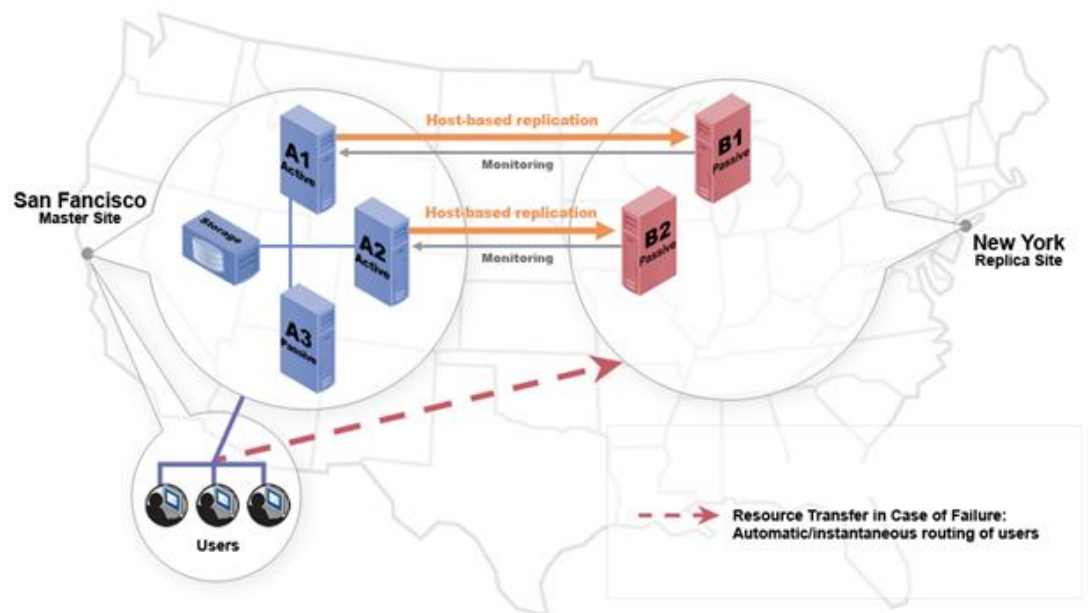 San Fancisco
Master Site
A1
Active
Storage
A2
Active
A3
Passive
Host-based replication
Monitoring
Host-based replication
Monitoring
B1
Passive
B2
Passive
New York
Replica Site
Users
Resource Transfer in Case of Failure:
Automatic/instantaneous routing of users